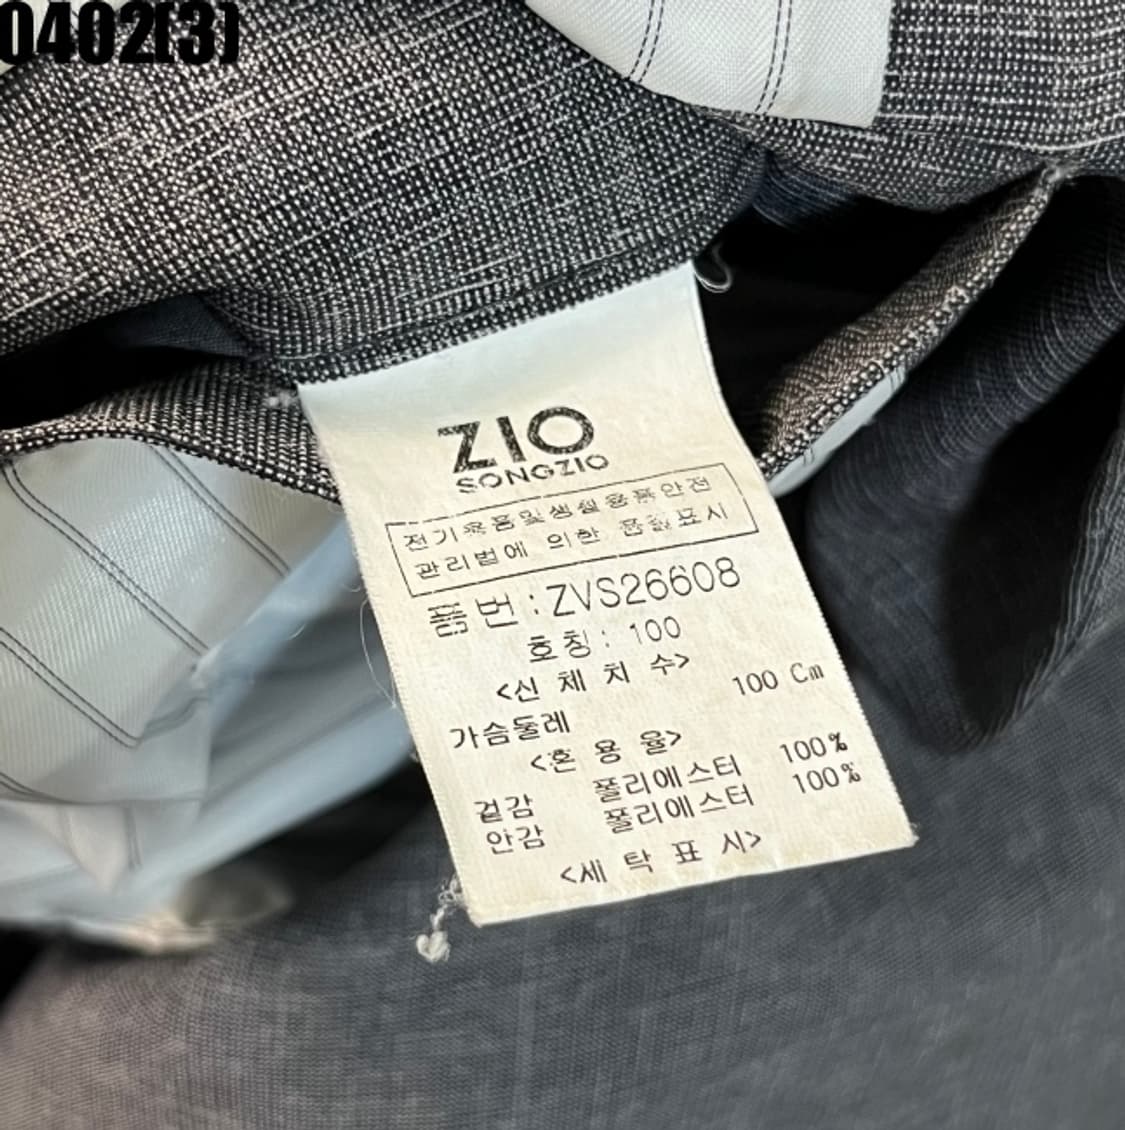 0402(3)
ZIO
SONGZIO
전기용품및생활용품안전
관리법에 의한 품질표시
품번 : ZVS26608
호칭 : 100
<신 체 치 수>
가슴둘레 100 Cm
<혼 용 율>
겉감 폴리에스터 100%
안감 폴리에스터 100%
<세 탁 표 시>